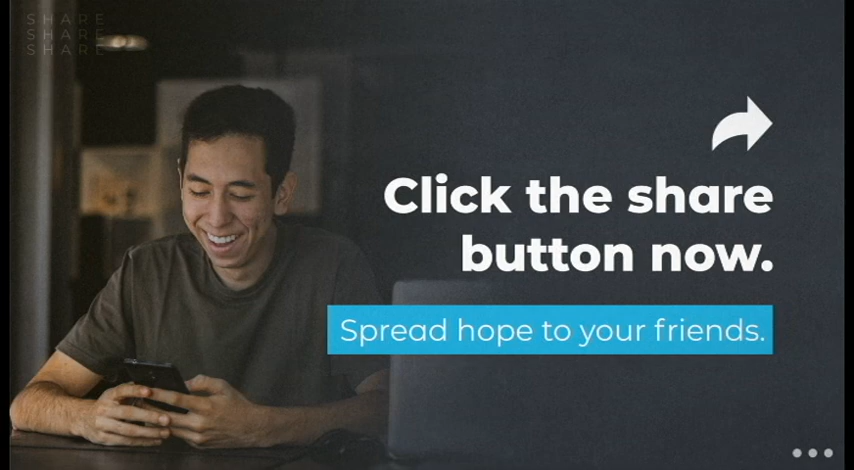 SHARE
SHARE
SHARE
Click the share
button now.
Spread hope to your friends.